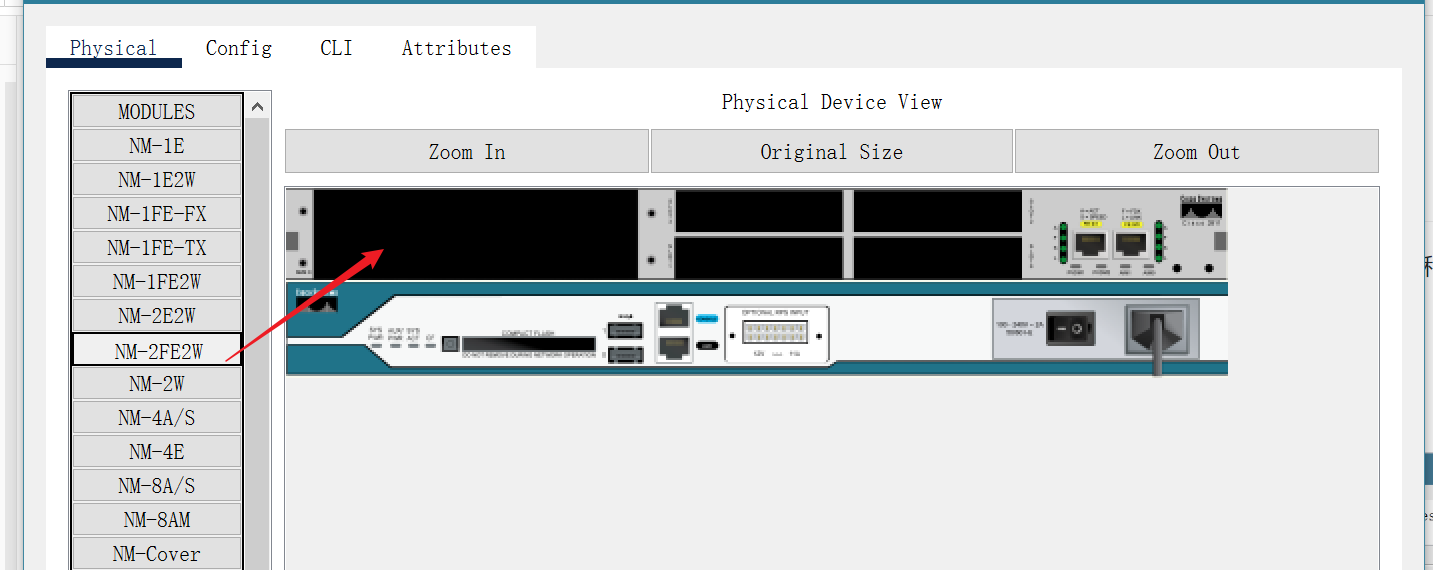 Physical Config CLI Attributes
Physical Device View
Zoom In Original Size Zoom Out
MODULES
NM-1E
NM-1E2W
NM-1FE-FX
NM-1FE-TX
NM-1FE2W
NM-2E2W
NM-2FE2W
NM-2W
NM-4A/S
NM-4E
NM-8A/S
NM-8AM
NM-Cover
OPTIONAL RPS INPUT
COMPACT FLASH
DO NOT REMOVE DURING NETWORK OPERATION